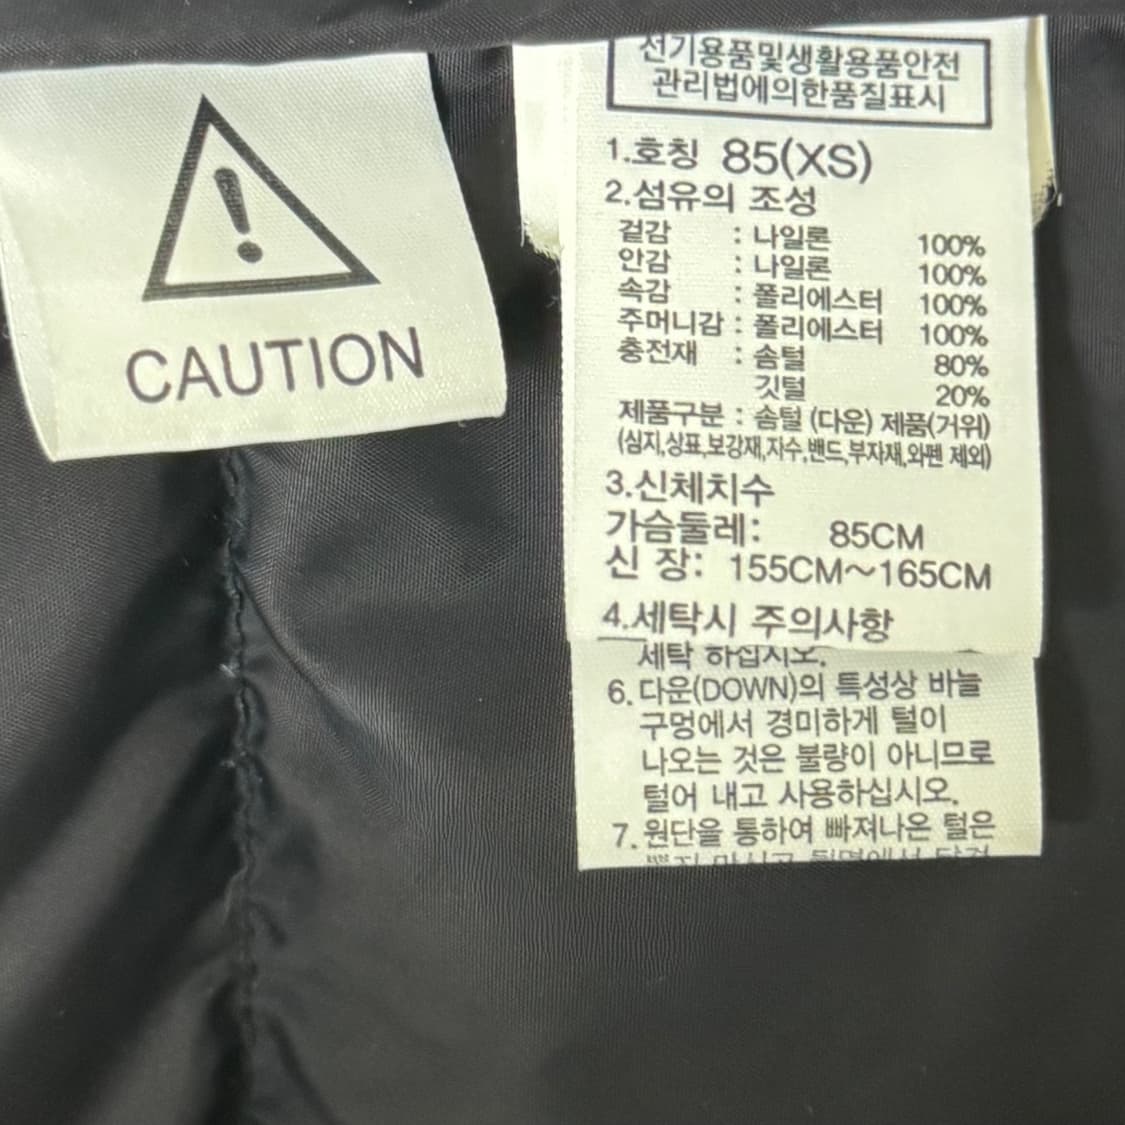 CAUTION
전기용품및생활용품안전
관리법에의한품질표시
1.호칭 85(XS)
2.섬유의 조성
겉감 : 나일론 100%
안감 : 나일론 100%
속감 : 폴리에스터 100%
주머니감 : 폴리에스터 100%
충전재 : 솜털 80%
깃털 20%
제품구분 : 솜털 (다운) 제품(거위)
(심지,상표,보강재,자수,밴드,부자재,와펜 제외)
3.신체치수
가슴둘레: 85CM
신 장: 155CM~165CM
4.세탁시 주의사항
세탁 하십시오.
6. 다운(DOWN)의 특성상 바늘
구멍에서 경미하게 털이
나오는 것은 불량이 아니므로
털어 내고 사용하십시오.
7. 원단을 통하여 빠져나온 털은